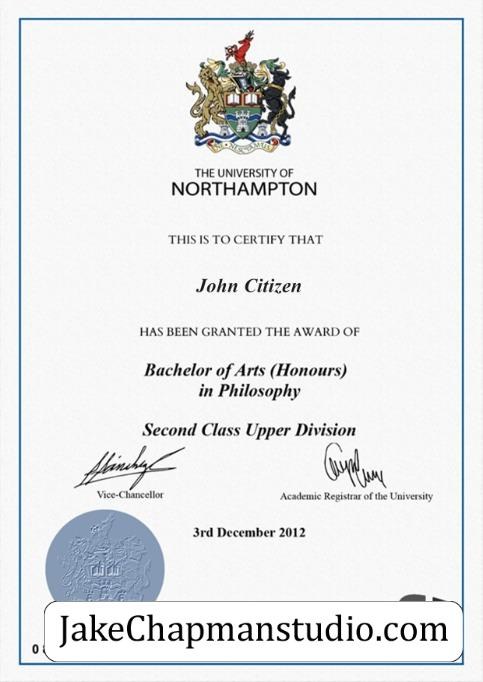 THE UNIVERSITY OF
NORTHAMPTON
THIS IS TO CERTIFY THAT
John Citizen
HAS BEEN GRANTED THE AWARD OF
Bachelor of Arts (Honours)
in Philosophy
Second Class Upper Division
Vice-Chancellor
Academic Registrar of the University
3rd December 2012
JakeChapmanstudio.com